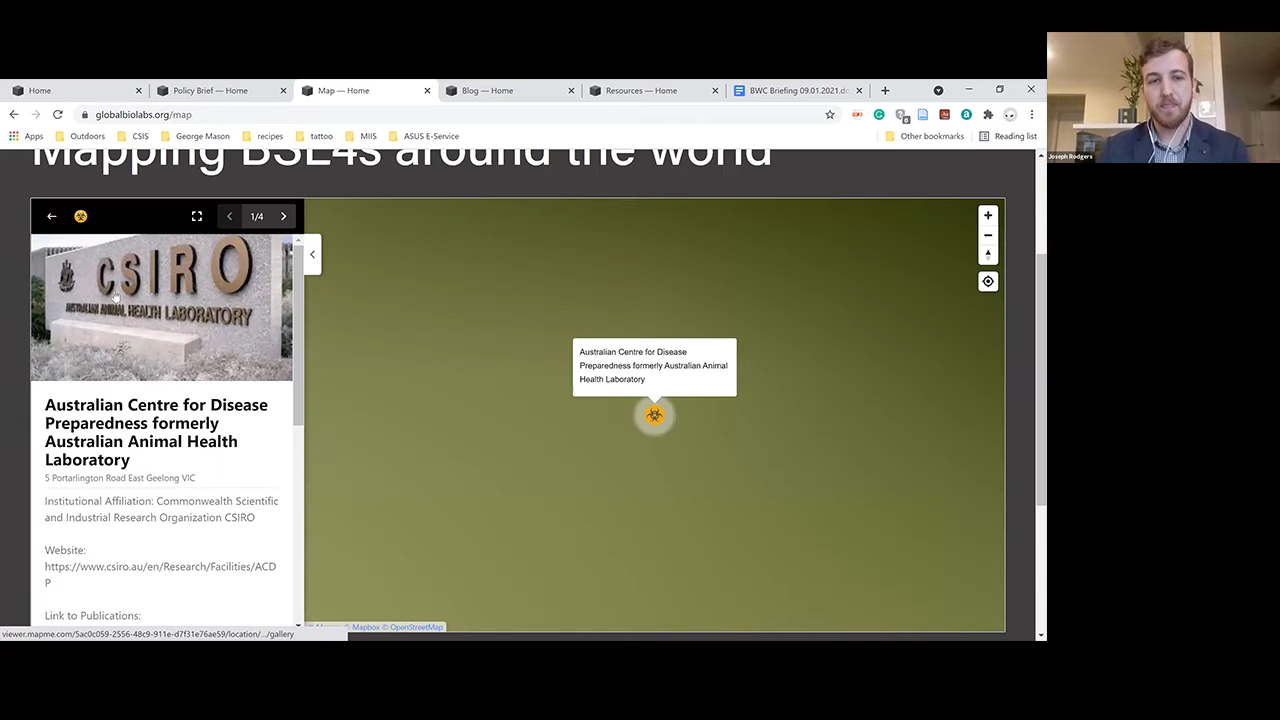 Home
Policy Brief — Home
Map — Home
Blog — Home
Resources — Home
BWC Briefing 09.01.2021.do
globalbiolabs.org/map
Apps
Outdoors
CSIS
George Mason
recipes
tattoo
MIIS
ASUS E-Service
Other bookmarks
Reading list
Joseph Rodgers
Mapping BSL4s around the world
1/4
CSIRO
AUSTRALIAN ANIMAL HEALTH LABORATORY
Australian Centre for Disease
Preparedness formerly
Australian Animal Health
Laboratory
5 Portarlington Road East Geelong VIC
Institutional Affiliation: Commonwealth Scientific
and Industrial Research Organization CSIRO
Website:
https://www.csiro.au/en/Research/Facilities/ACD
P
Link to Publications:
Australian Centre for Disease
Preparedness formerly Australian Animal
Health Laboratory
viewer.mapme.com/5ac0c059-2556-48c9-911e-d7f31e76ae59/location/.../gallery
Mapbox © OpenStreetMap